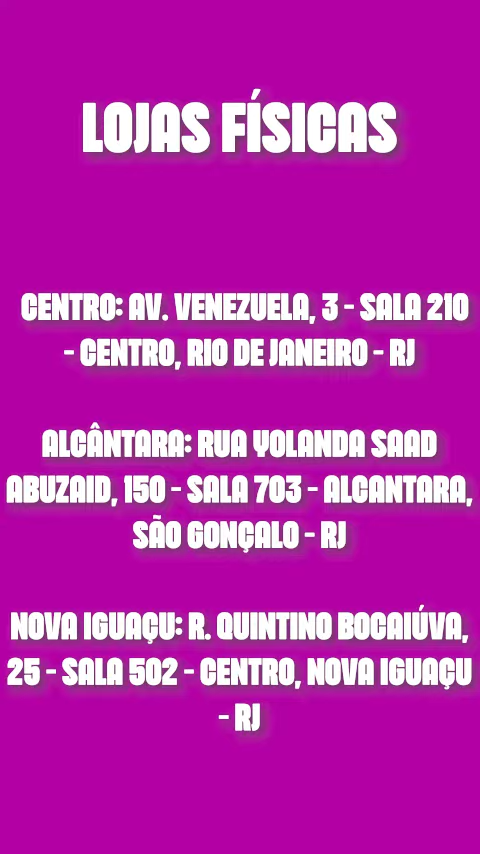 LOJAS FÍSICAS
CENTRO: AV. VENEZUELA, 3 - SALA 210
- CENTRO, RIO DE JANEIRO - RJ
ALCÂNTARA: RUA YOLANDA SAAD
ABUZAID, 150 - SALA 703 - ALCANTARA,
SÃO GONÇALO - RJ
NOVA IGUAÇU: R. QUINTINO BOCAIÚVA,
25 - SALA 502 - CENTRO, NOVA IGUAÇU
- RJ